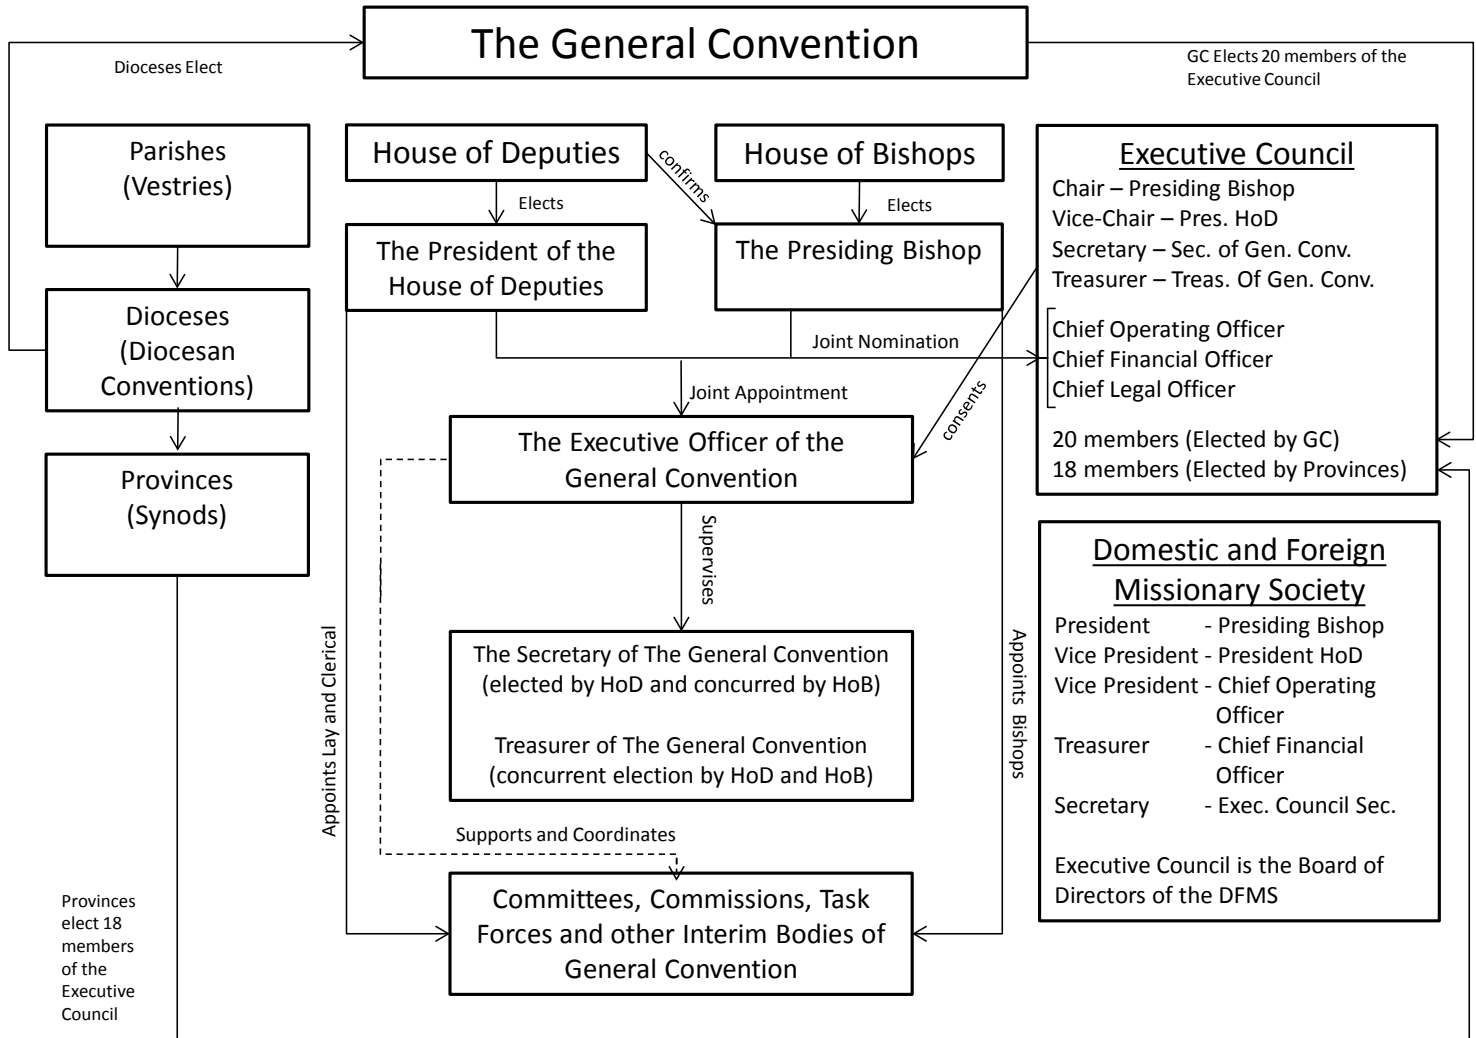 The General Convention
Dioceses Elect
GC Elects 20 members of the
Executive Council
Parishes
(Vestries)
Dioceses
(Diocesan
Conventions)
Provinces
(Synods)
Provinces
elect 18
members
of the
Executive
Council
House of Deputies
confirms
House of Bishops
Elects
Elects
The President of the
House of Deputies
The Presiding Bishop
Joint Nomination
Joint Appointment
consents
The Executive Officer of the
General Convention
Supervises
The Secretary of The General Convention
(elected by HoD and concurred by HoB)
Treasurer of The General Convention
(concurrent election by HoD and HoB)
Appoints Lay and Clerical
Appoints Bishops
Supports and Coordinates
Committees, Commissions, Task
Forces and other Interim Bodies of
General Convention
Executive Council
Chair – Presiding Bishop
Vice-Chair – Pres. HoD
Secretary – Sec. of Gen. Conv.
Treasurer – Treas. Of Gen. Conv.
Chief Operating Officer
Chief Financial Officer
Chief Legal Officer
20 members (Elected by GC)
18 members (Elected by Provinces)
Domestic and Foreign
Missionary Society
President - Presiding Bishop
Vice President - President HoD
Vice President - Chief Operating
Officer
Treasurer - Chief Financial
Officer
Secretary - Exec. Council Sec.
Executive Council is the Board of
Directors of the DFMS